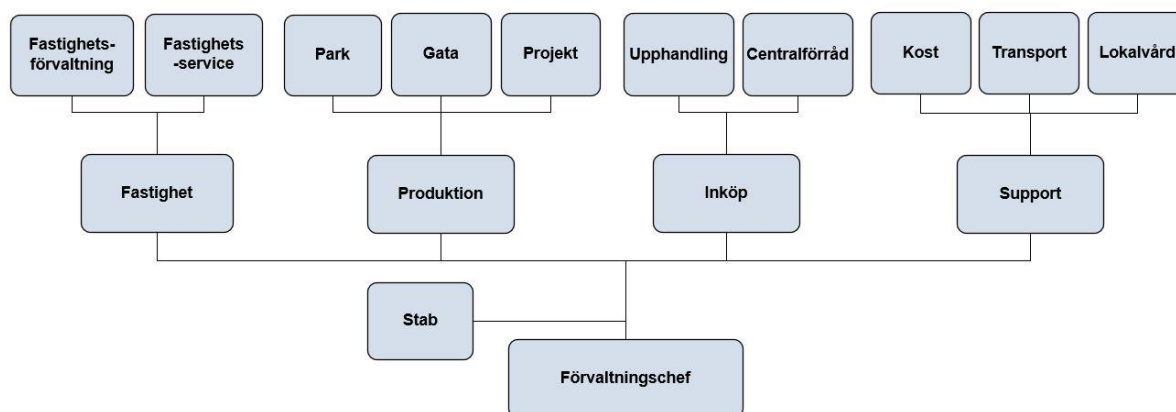 Fastighets-
förvaltning
Fastighets
-service
Park
Gata
Projekt
Upphandling
Centralförråd
Kost
Transport
Lokalvård
Fastighet
Produktion
Inköp
Support
Stab
Förvaltningschef